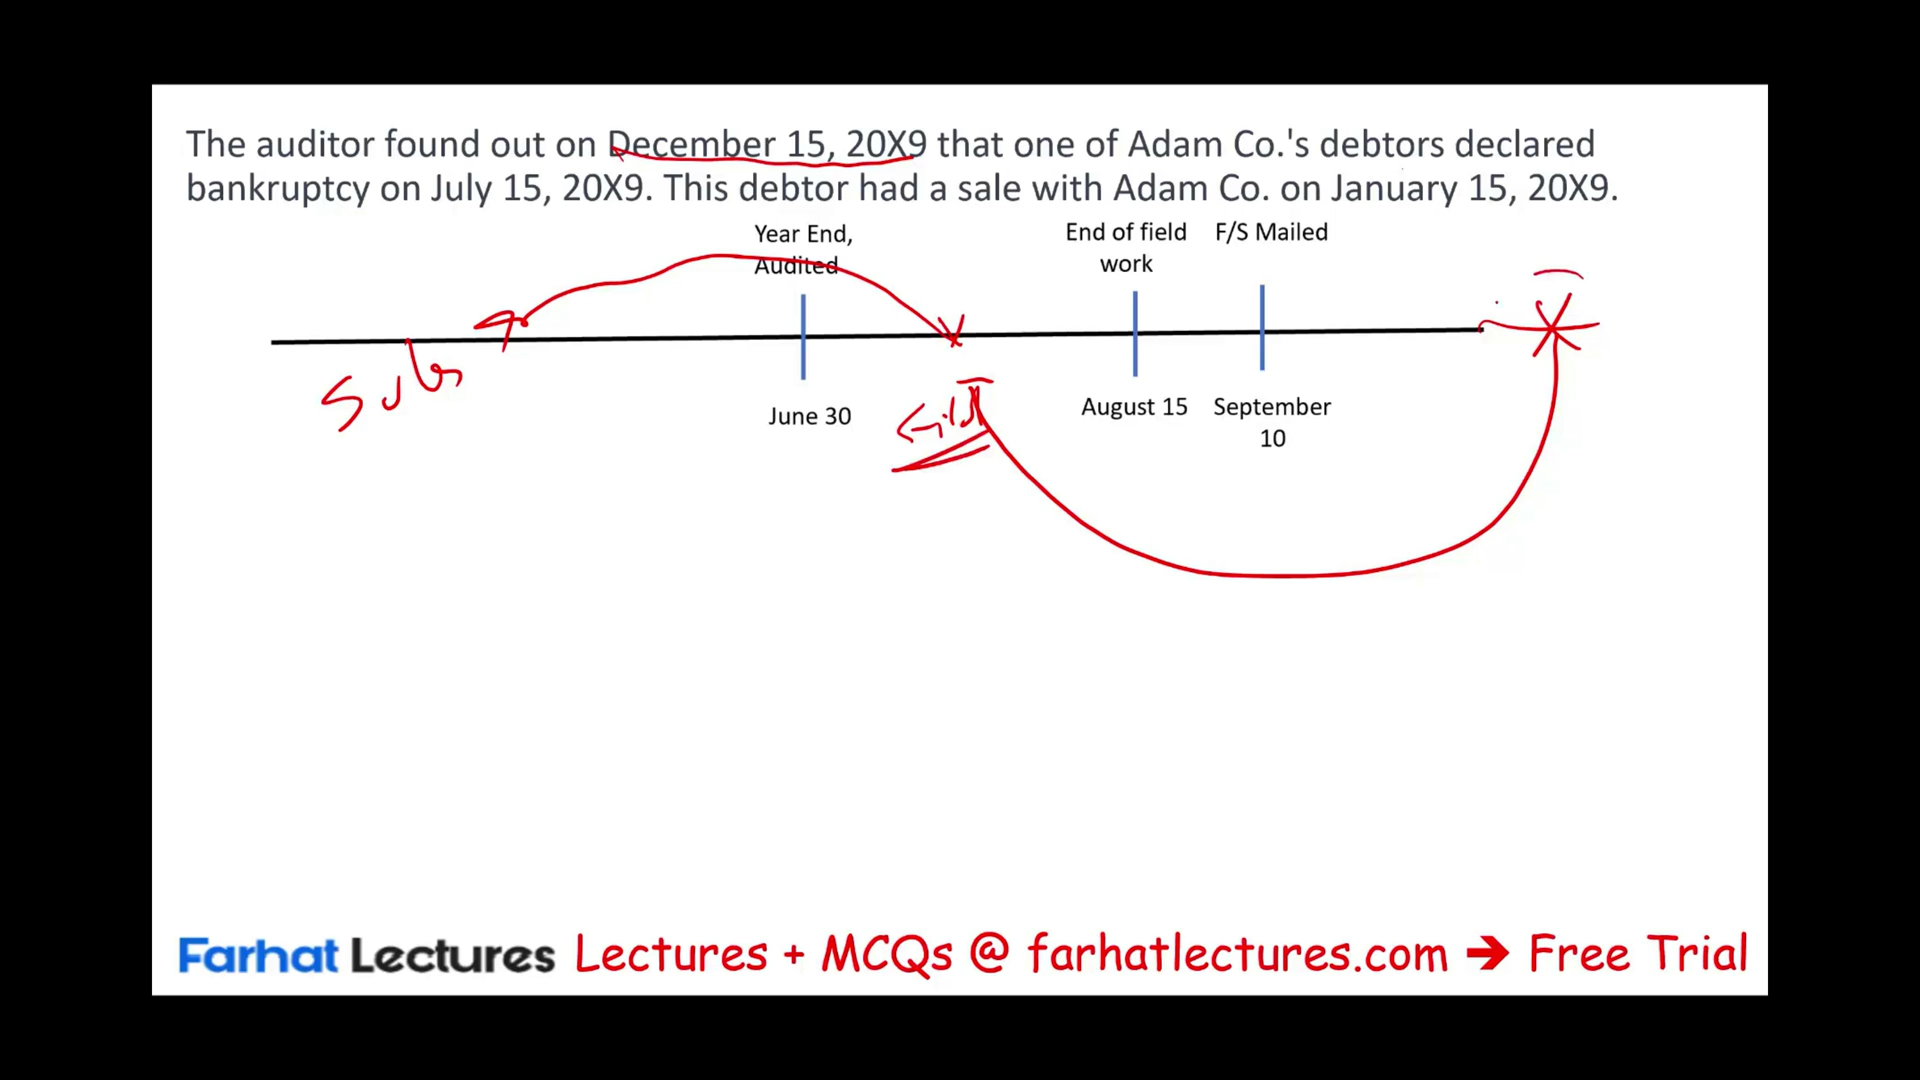 The auditor found out on December 15, 20X9 that one of Adam Co.'s debtors declared
bankruptcy on July 15, 20X9. This debtor had a sale with Adam Co. on January 15, 20X9.
Year End,
Audited
End of field
work
F/S Mailed
June 30
August 15
September
10
Farhat Lectures Lectures + MCQs @ farhatlectures.com ➔ Free Trial